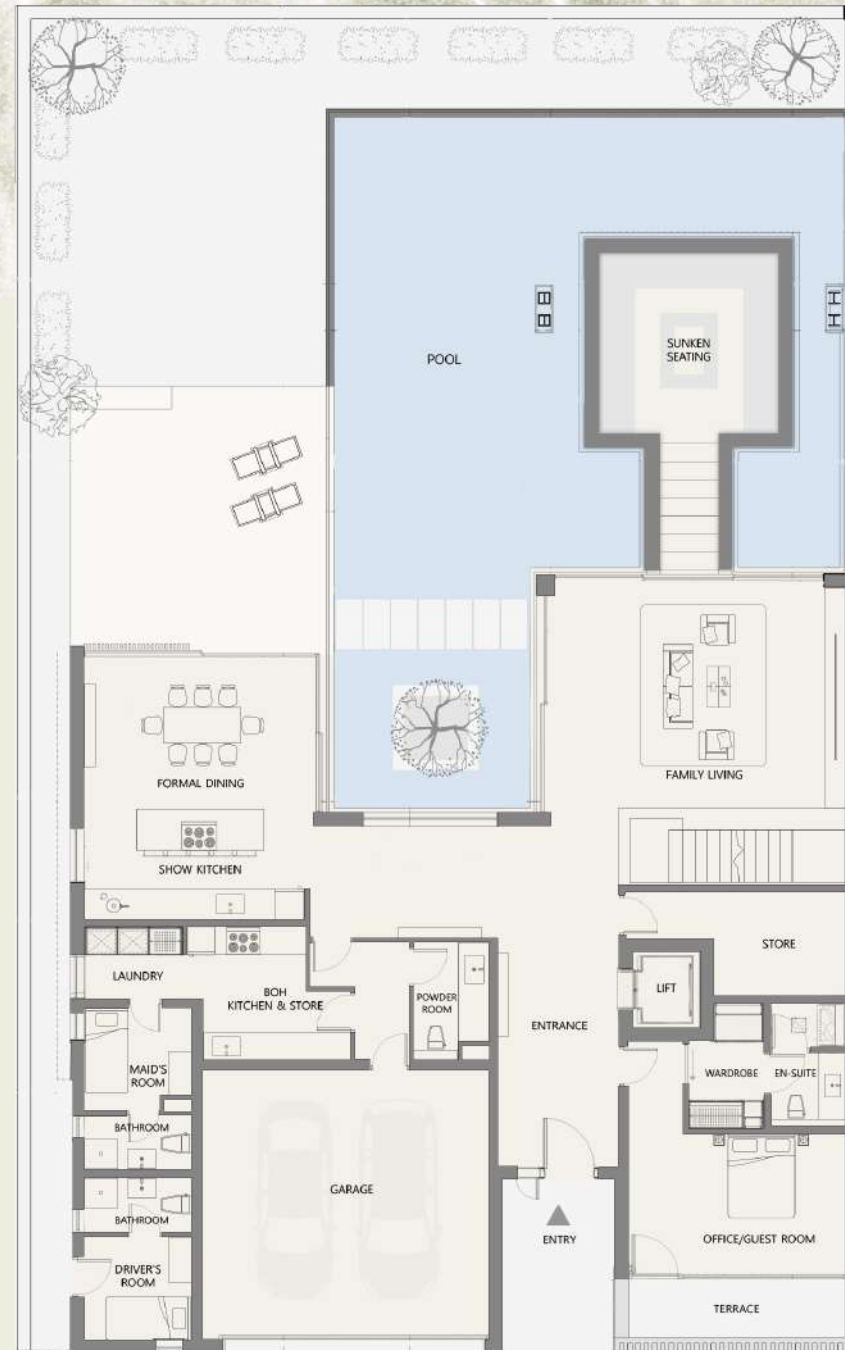 SUNKEN
SEATING
POOL
FAMILY LIVING
FORMAL DINING
SHOW KITCHEN
STORE
LAUNDRY
LIFT
BOH
KITCHEN & STORE
POWDER
ROOM
ENTRANCE
MAID'S
ROOM
WARDROBE
EN-SUITE
BATHROOM
GARAGE
BATHROOM
ENTRY
OFFICE/GUEST ROOM
DRIVER'S
ROOM
TERRACE